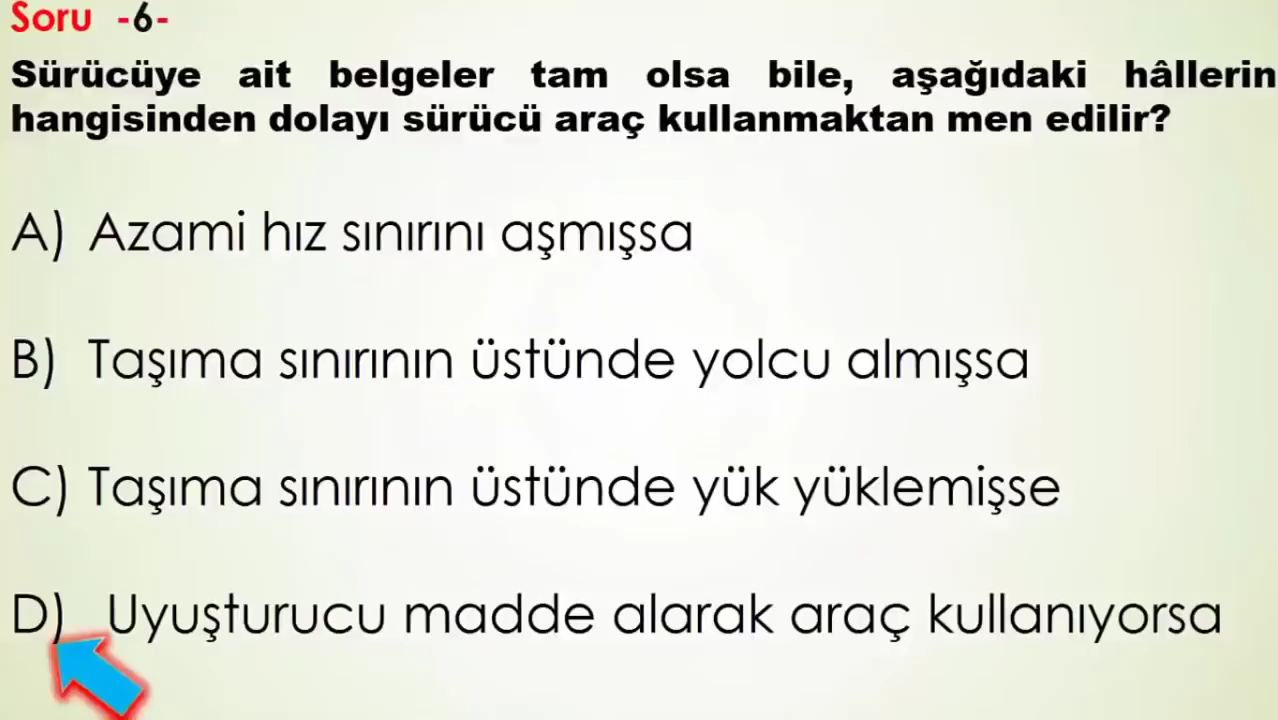 Soru -6-
Sürücüye ait belgeler tam olsa bile, aşağıdaki hâllerin
hangisinden dolayı sürücü araç kullanmaktan men edilir?
A) Azami hız sınırını aşmışsa
B) Taşıma sınırının üstünde yolcu almışsa
C) Taşıma sınırının üstünde yük yüklemişse
D) Uyuşturucu madde alarak araç kullanıyorsa